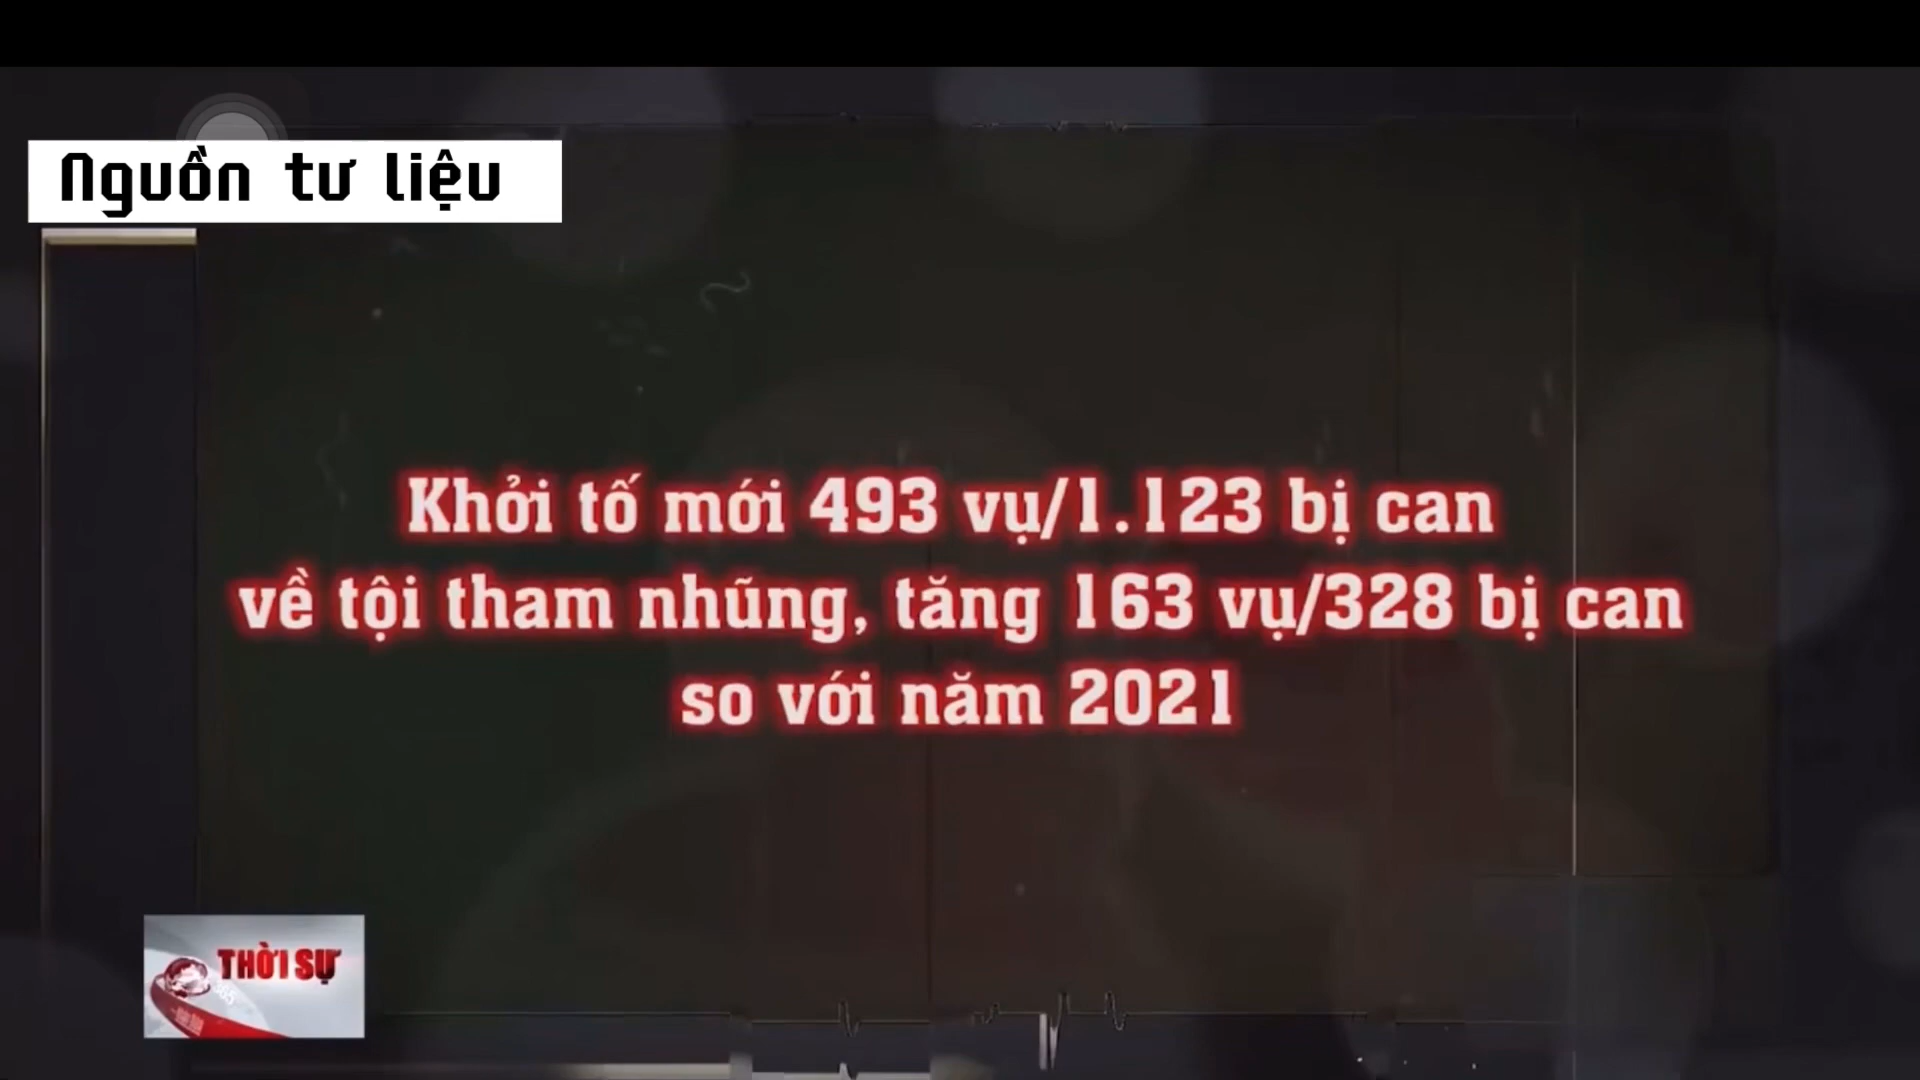 Nguồn tư liệu
Khởi tố mới 493 vụ/1.123 bị can
về tội tham nhũng, tăng 163 vụ/328 bị can
so với năm 2021
THỜI SỰ
365